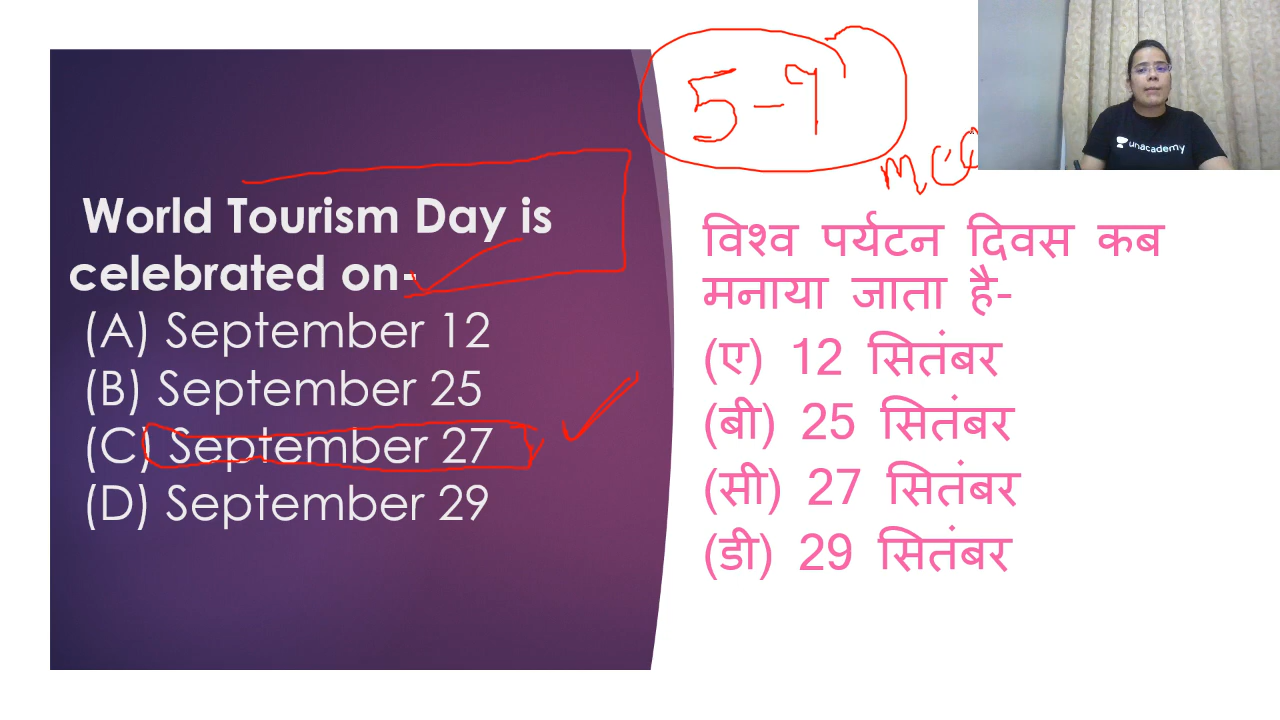 5-9
MCQ
unacademy
World Tourism Day is
celebrated on-
(A) September 12
(B) September 25
(C) September 27
(D) September 29
विश्व पर्यटन दिवस कब
मनाया जाता है-
(ए) 12 सितंबर
(बी) 25 सितंबर
(सी) 27 सितंबर
(डी) 29 सितंबर